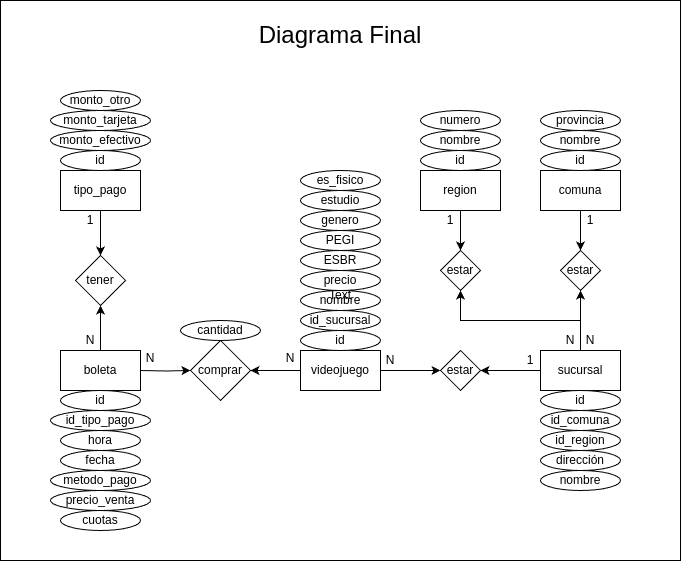 Diagrama Final
monto_otro
monto_tarjeta
monto_efectivo
id
tipo_pago
1
tener
N
boleta
N
id
id_tipo_pago
hora
fecha
metodo_pago
precio_venta
cuotas
cantidad
comprar
N
es_fisico
estudio
genero
PEGI
ESBR
precio
Text
nombre
id_sucursal
id
videojuego
N
estar
1
numero
nombre
id
region
1
estar
provincia
nombre
id
comuna
1
estar
N
N
sucursal
id
id_comuna
id_region
dirección
nombre